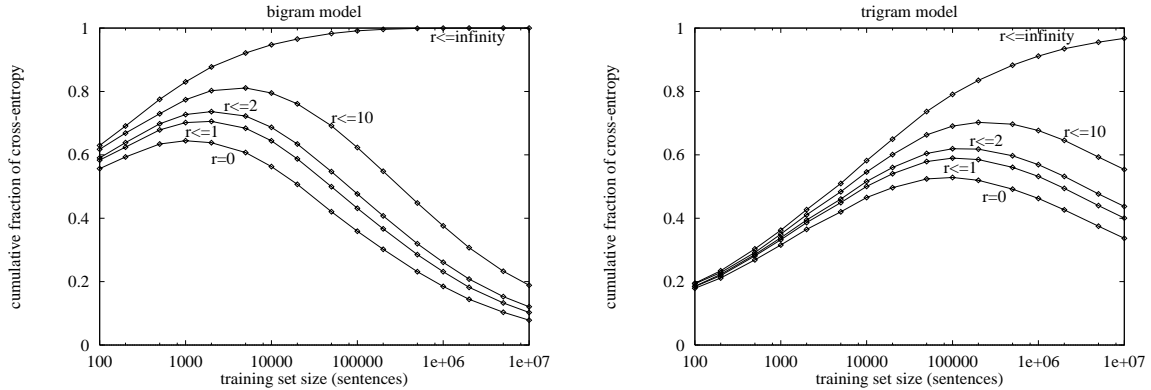 bigram model
cumulative fraction of cross-entropy
1
0.8
0.6
0.4
0.2
0
r<=infinity
r<=10
r<=2
r<=1
r=0
100
1000
10000
100000
1e+06
1e+07
training set size (sentences)
trigram model
cumulative fraction of cross-entropy
1
0.8
0.6
0.4
0.2
0
r<=infinity
r<=10
r<=2
r<=1
r=0
100
1000
10000
100000
1e+06
1e+07
training set size (sentences)